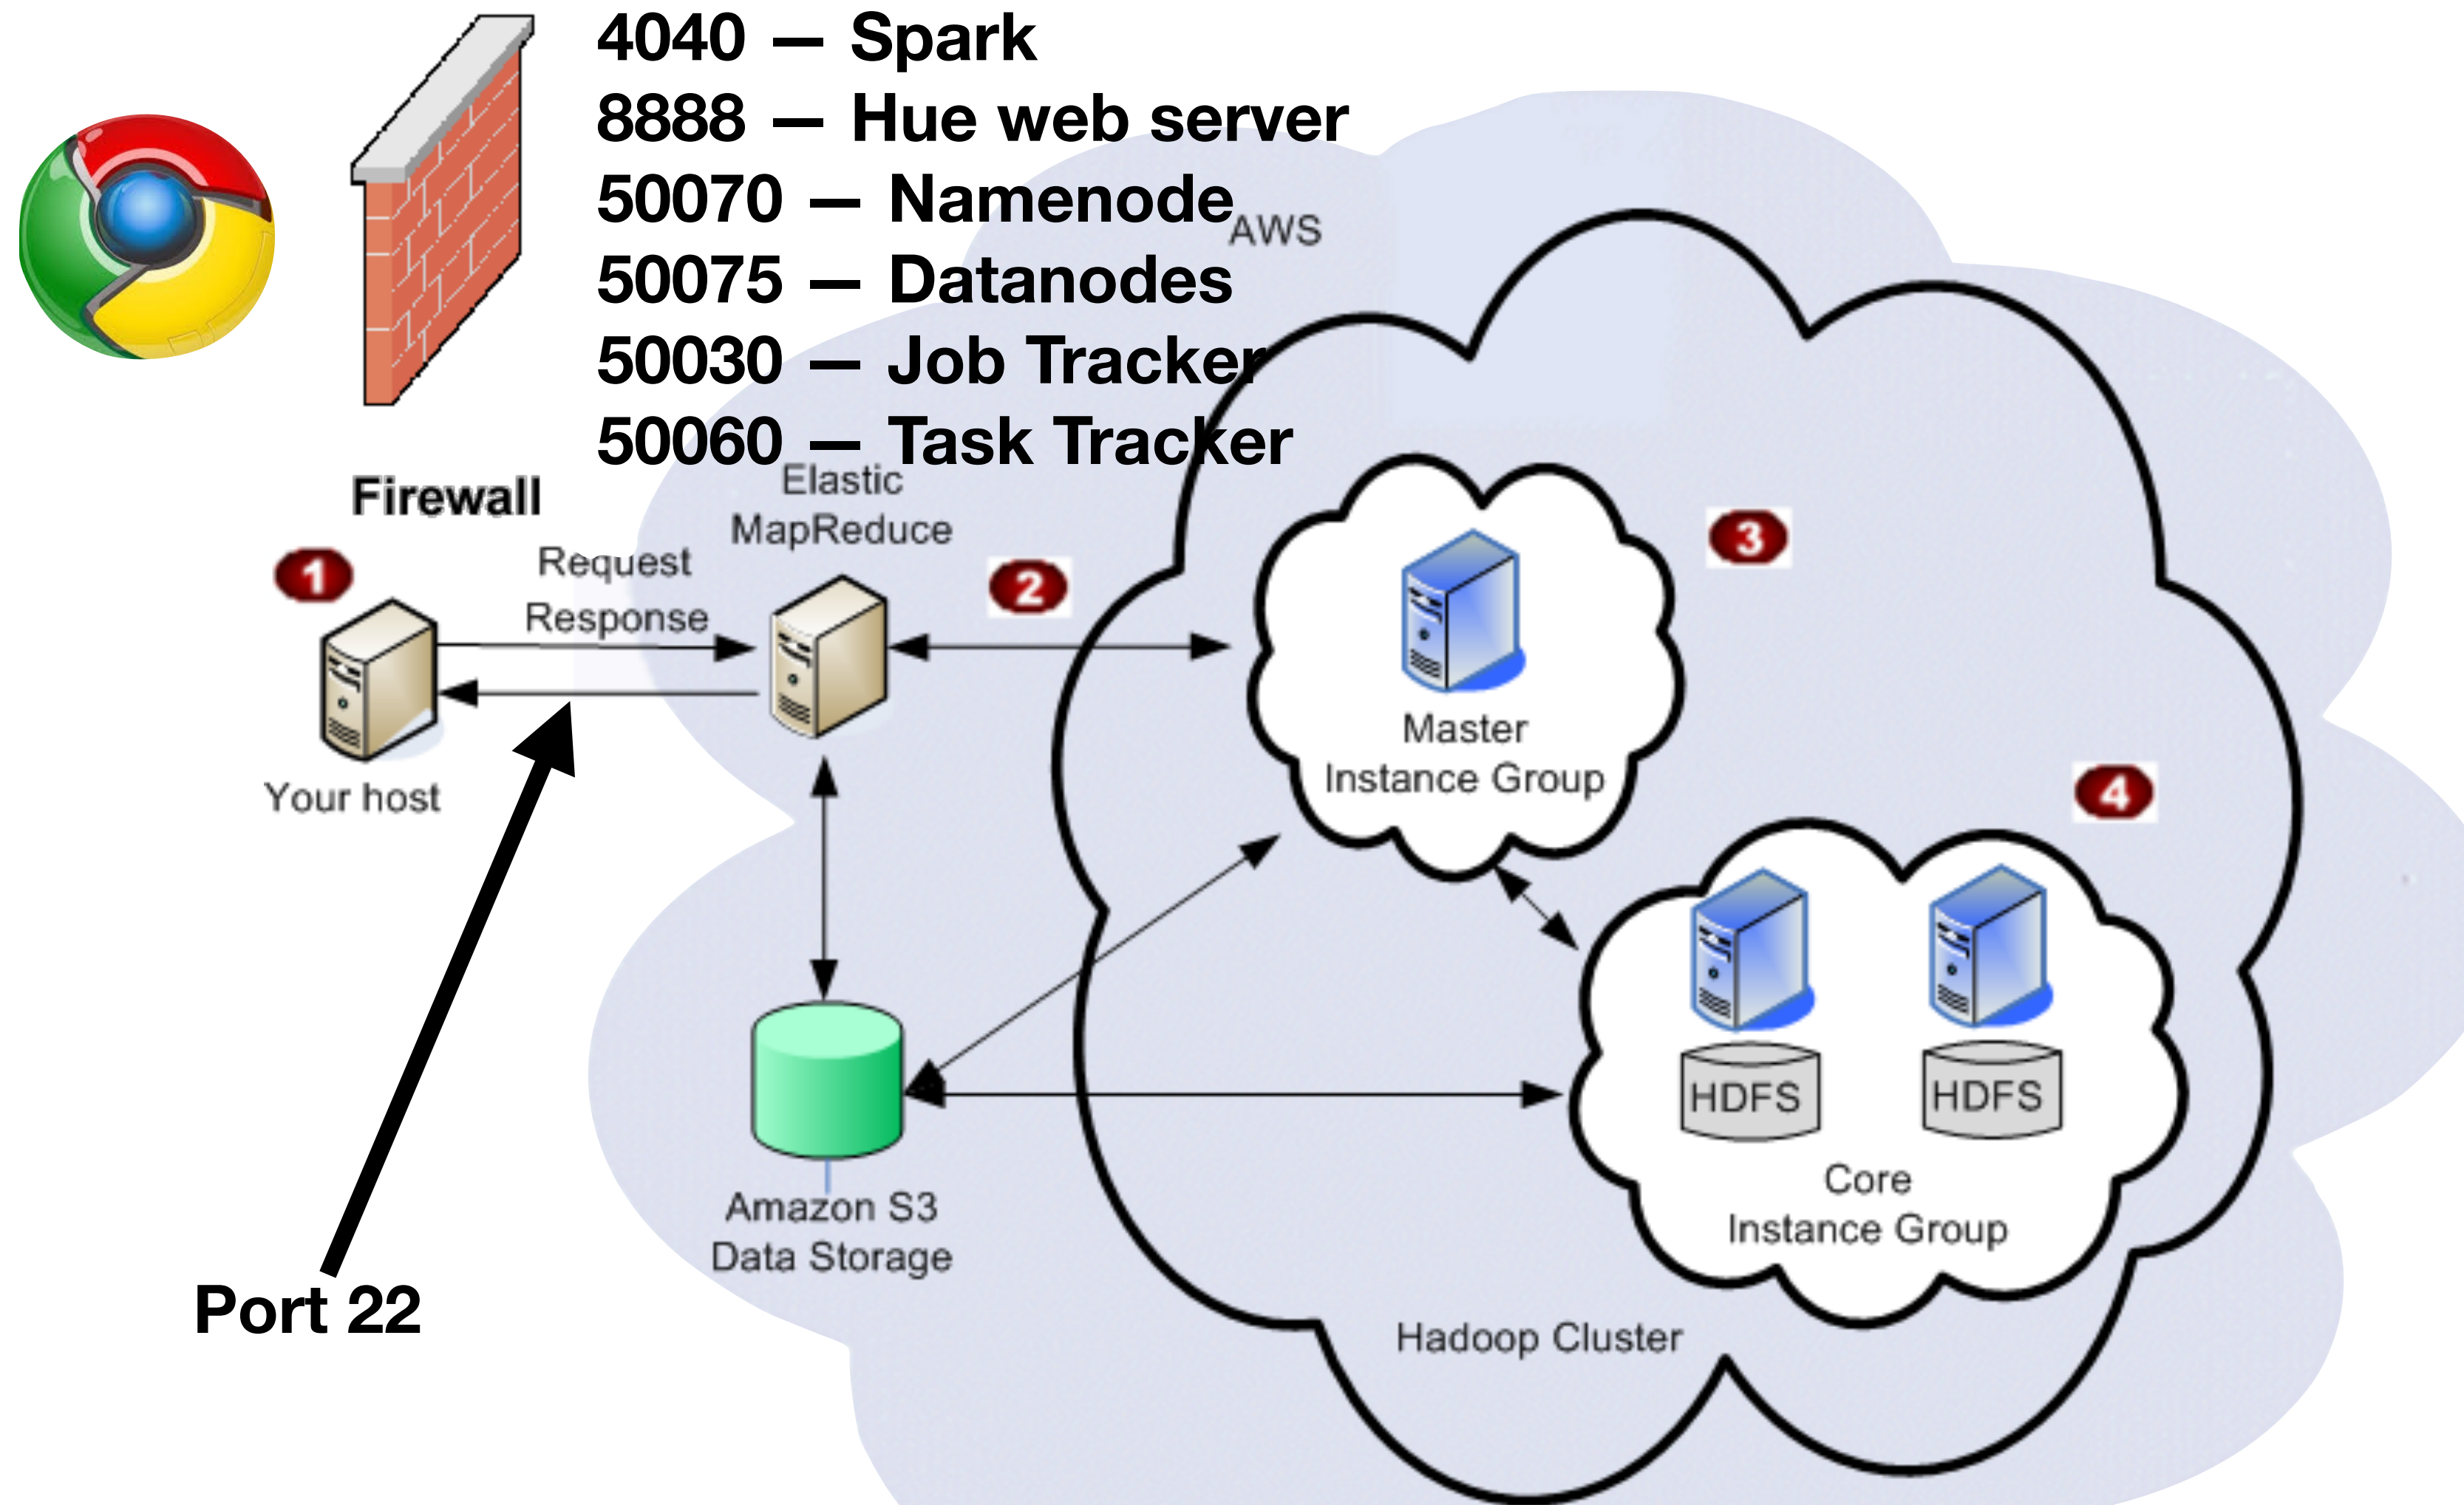 4040 — Spark
8888 — Hue web server
50070 — Namenode
50075 — Datanodes
50030 — Job Tracker
50060 — Task Tracker
AWS
Firewall
Elastic
MapReduce
1
Request
Response
2
3
Your host
Master
Instance Group
4
HDFS
HDFS
Core
Instance Group
Amazon S3
Data Storage
Port 22
Hadoop Cluster